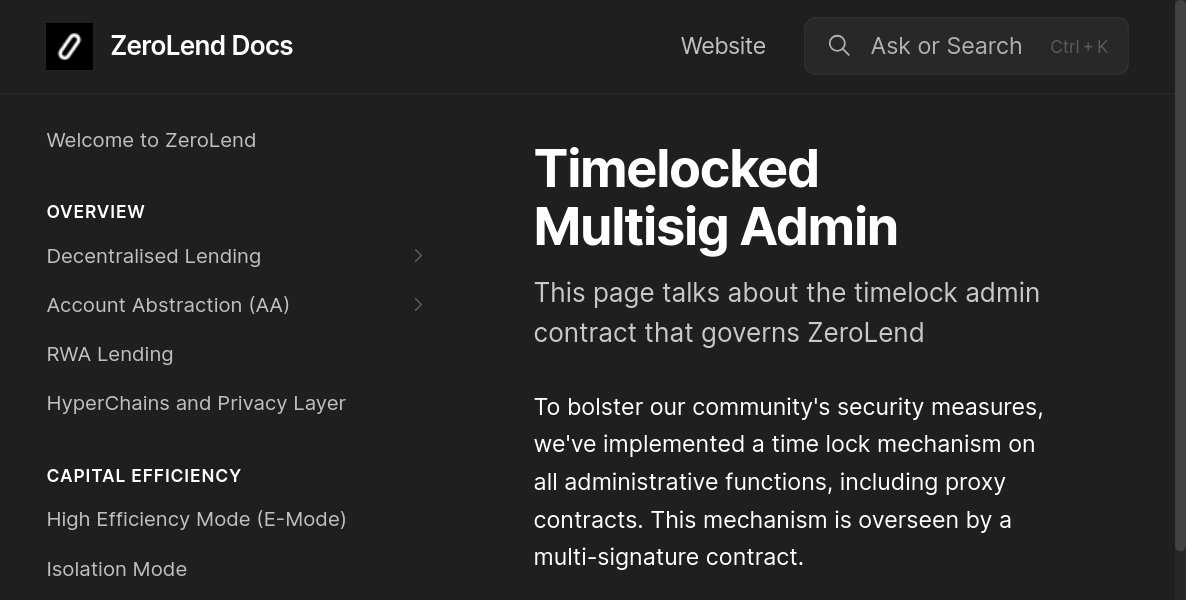 ZeroLend Docs
Website
Ask or Search
Ctrl + K
Welcome to ZeroLend
OVERVIEW
Decentralised Lending
Account Abstraction (AA)
RWA Lending
HyperChains and Privacy Layer
CAPITAL EFFICIENCY
High Efficiency Mode (E-Mode)
Isolation Mode
Timelocked
Multisig Admin
This page talks about the timelock admin
contract that governs ZeroLend
To bolster our community's security measures,
we've implemented a time lock mechanism on
all administrative functions, including proxy
contracts. This mechanism is overseen by a
multi-signature contract.